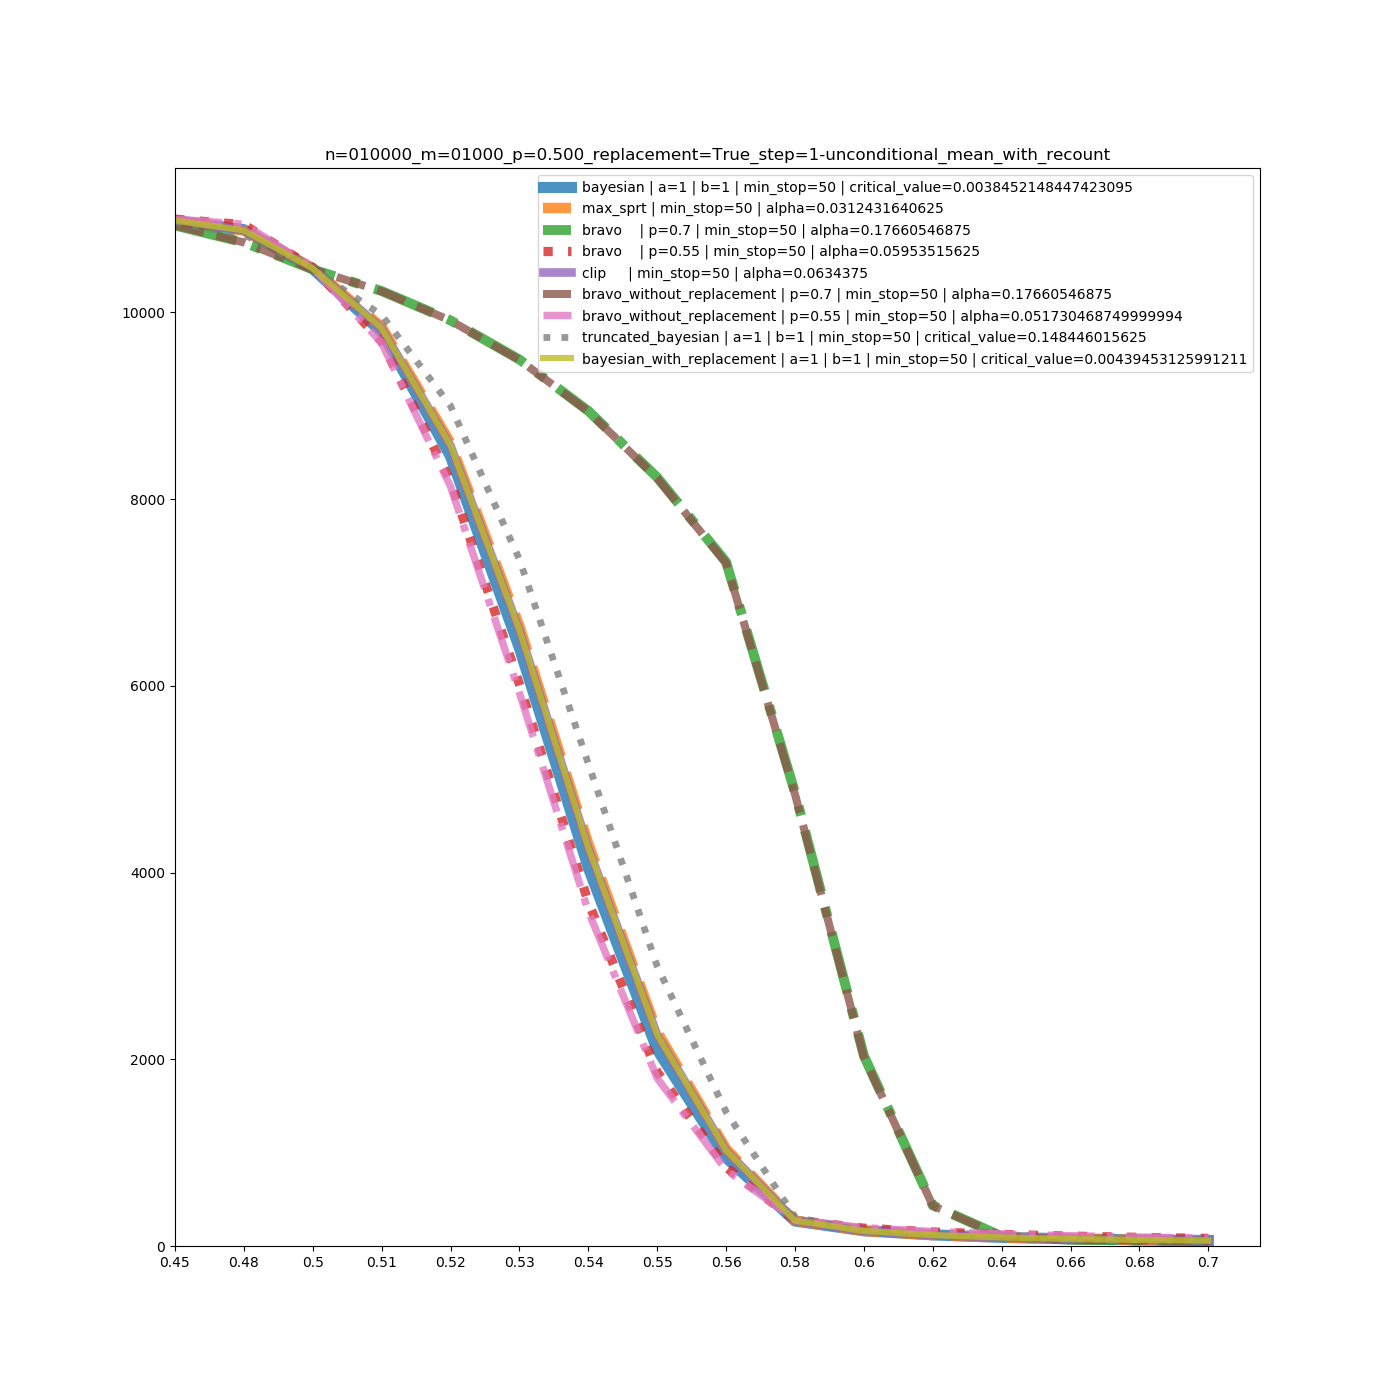 n=010000_m=01000_p=0.500_replacement=True_step=1-unconditional_mean_with_recount
bayesian | a=1 | b=1 | min_stop=50 | critical_value=0.0038452148447423095
max_sprt | min_stop=50 | alpha=0.0312431640625
bravo    | p=0.7 | min_stop=50 | alpha=0.17660546875
bravo    | p=0.55 | min_stop=50 | alpha=0.05953515625
clip     | min_stop=50 | alpha=0.0634375
bravo_without_replacement | p=0.7 | min_stop=50 | alpha=0.17660546875
bravo_without_replacement | p=0.55 | min_stop=50 | alpha=0.051730468749999994
truncated_bayesian | a=1 | b=1 | min_stop=50 | critical_value=0.148446015625
bayesian_with_replacement | a=1 | b=1 | min_stop=50 | critical_value=0.00439453125991211
10000
8000
6000
4000
2000
0
0.45 0.48 0.5 0.51 0.52 0.53 0.54 0.55 0.56 0.58 0.6 0.62 0.64 0.66 0.68 0.7